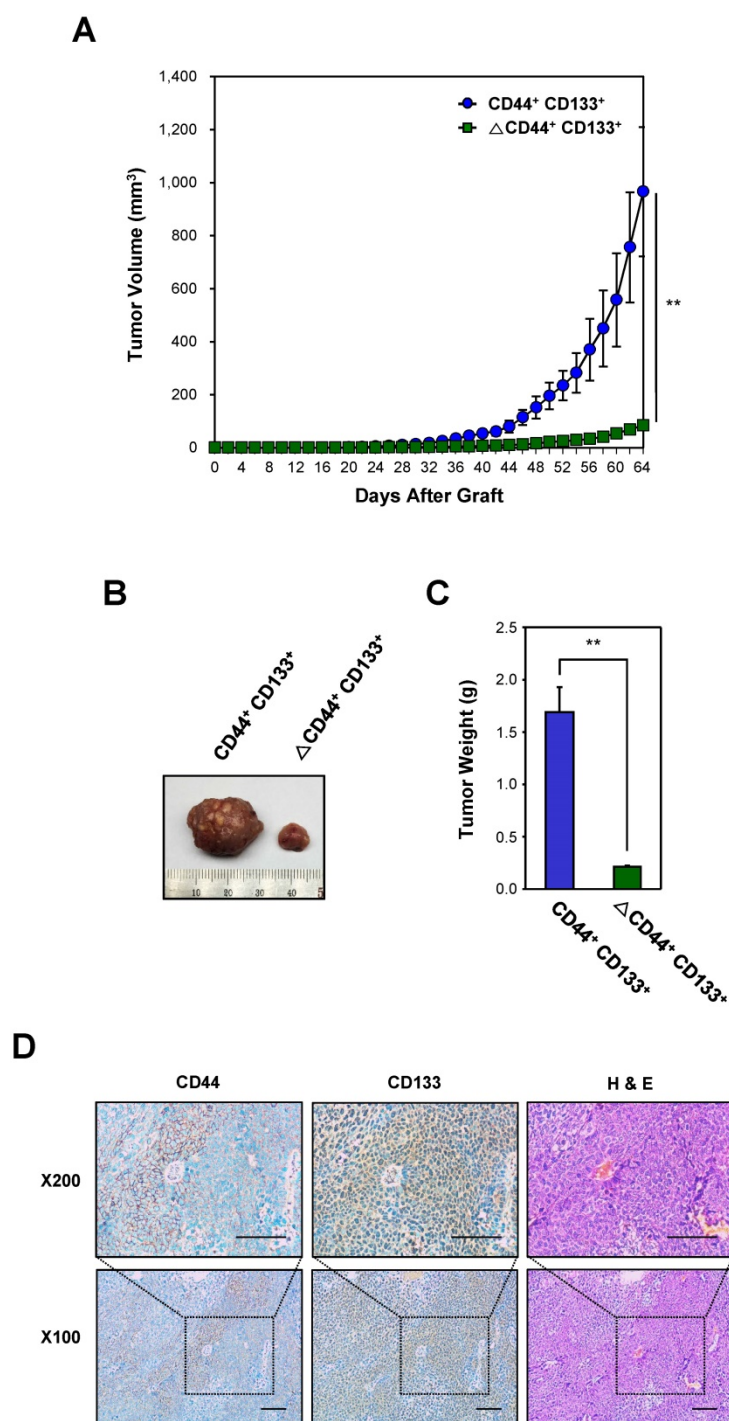 A
1,400
1,200
1,000
800
600
400
200
0
Tumor Volume (mm³)
CD44⁺ CD133⁺
△CD44⁺ CD133⁺
**
0 4 8 12 16 20 24 28 32 36 40 44 48 52 56 60 64
Days After Graft
B
CD44⁺ CD133⁺
△CD44⁺ CD133⁺
10 20 30 40 5
C
2.5
2.0
1.5
1.0
0.5
0.0
Tumor Weight (g)
**
CD44⁺ CD133⁺
△CD44⁺ CD133⁺
D
CD44 CD133 H & E
X200
X100